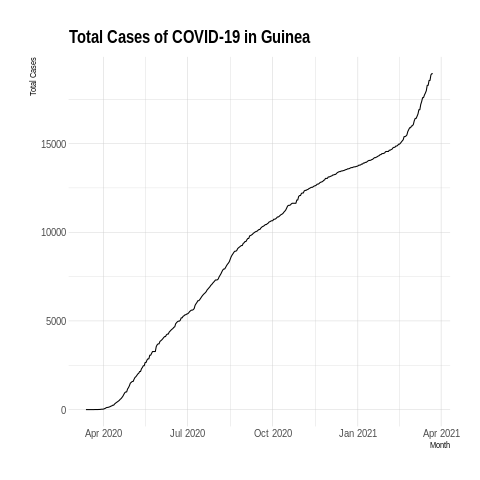 Total Cases of COVID-19 in Guinea
Total Cases
15000
10000
5000
0
Apr 2020 Jul 2020 Oct 2020 Jan 2021 Apr 2021
Month